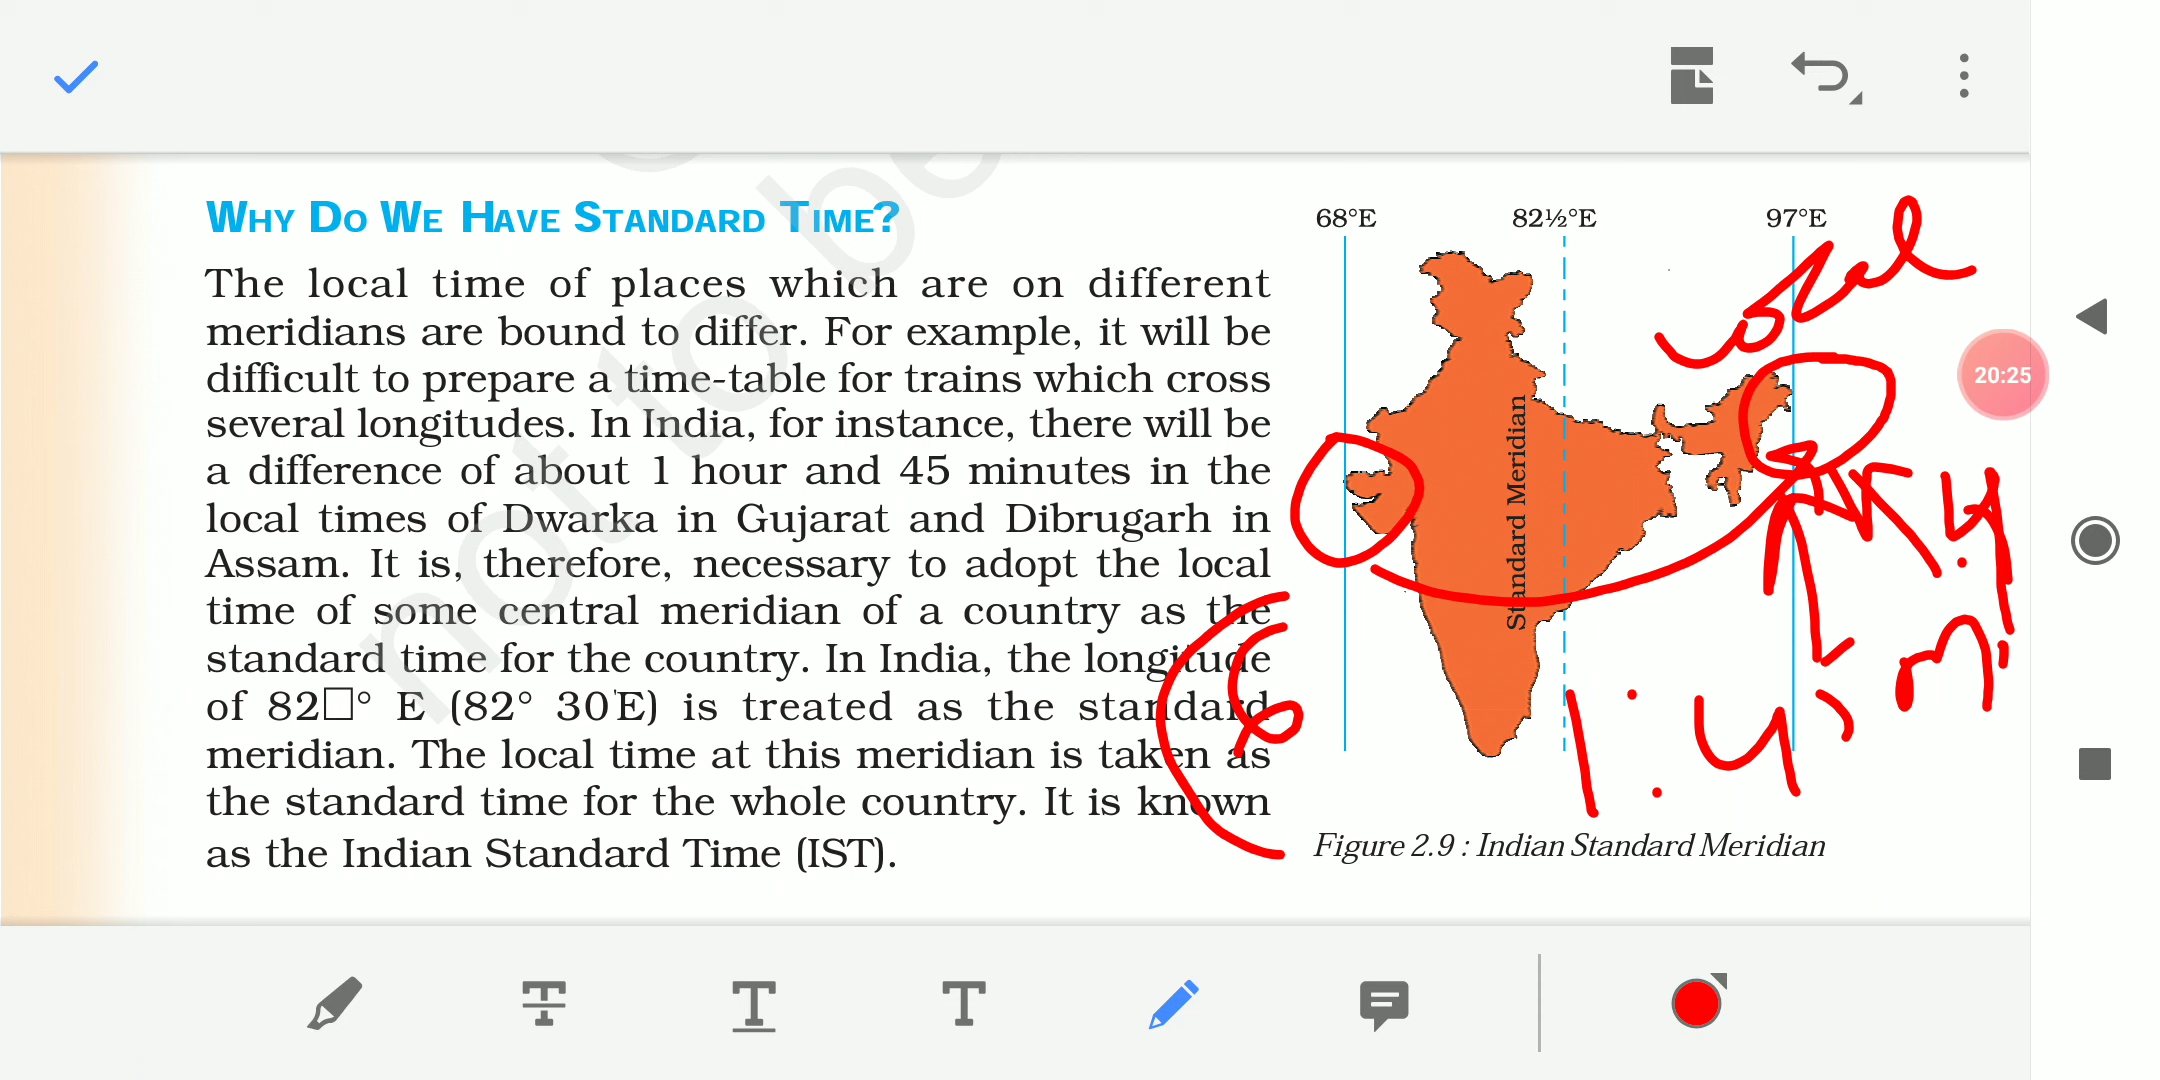 WHY DO WE HAVE STANDARD TIME?
The local time of places which are on different
meridians are bound to differ. For example, it will be
difficult to prepare a time-table for trains which cross
several longitudes. In India, for instance, there will be
a difference of about 1 hour and 45 minutes in the
local times of Dwarka in Gujarat and Dibrugarh in
Assam. It is, therefore, necessary to adopt the local
time of some central meridian of a country as the
standard time for the country. In India, the longitude
of 82□° E (82° 30'E) is treated as the standard
meridian. The local time at this meridian is taken as
the standard time for the whole country. It is known
as the Indian Standard Time (IST).
not to be
68°E 82½°E 97°E
Standard Meridian
Figure 2.9 : Indian Standard Meridian
20:25